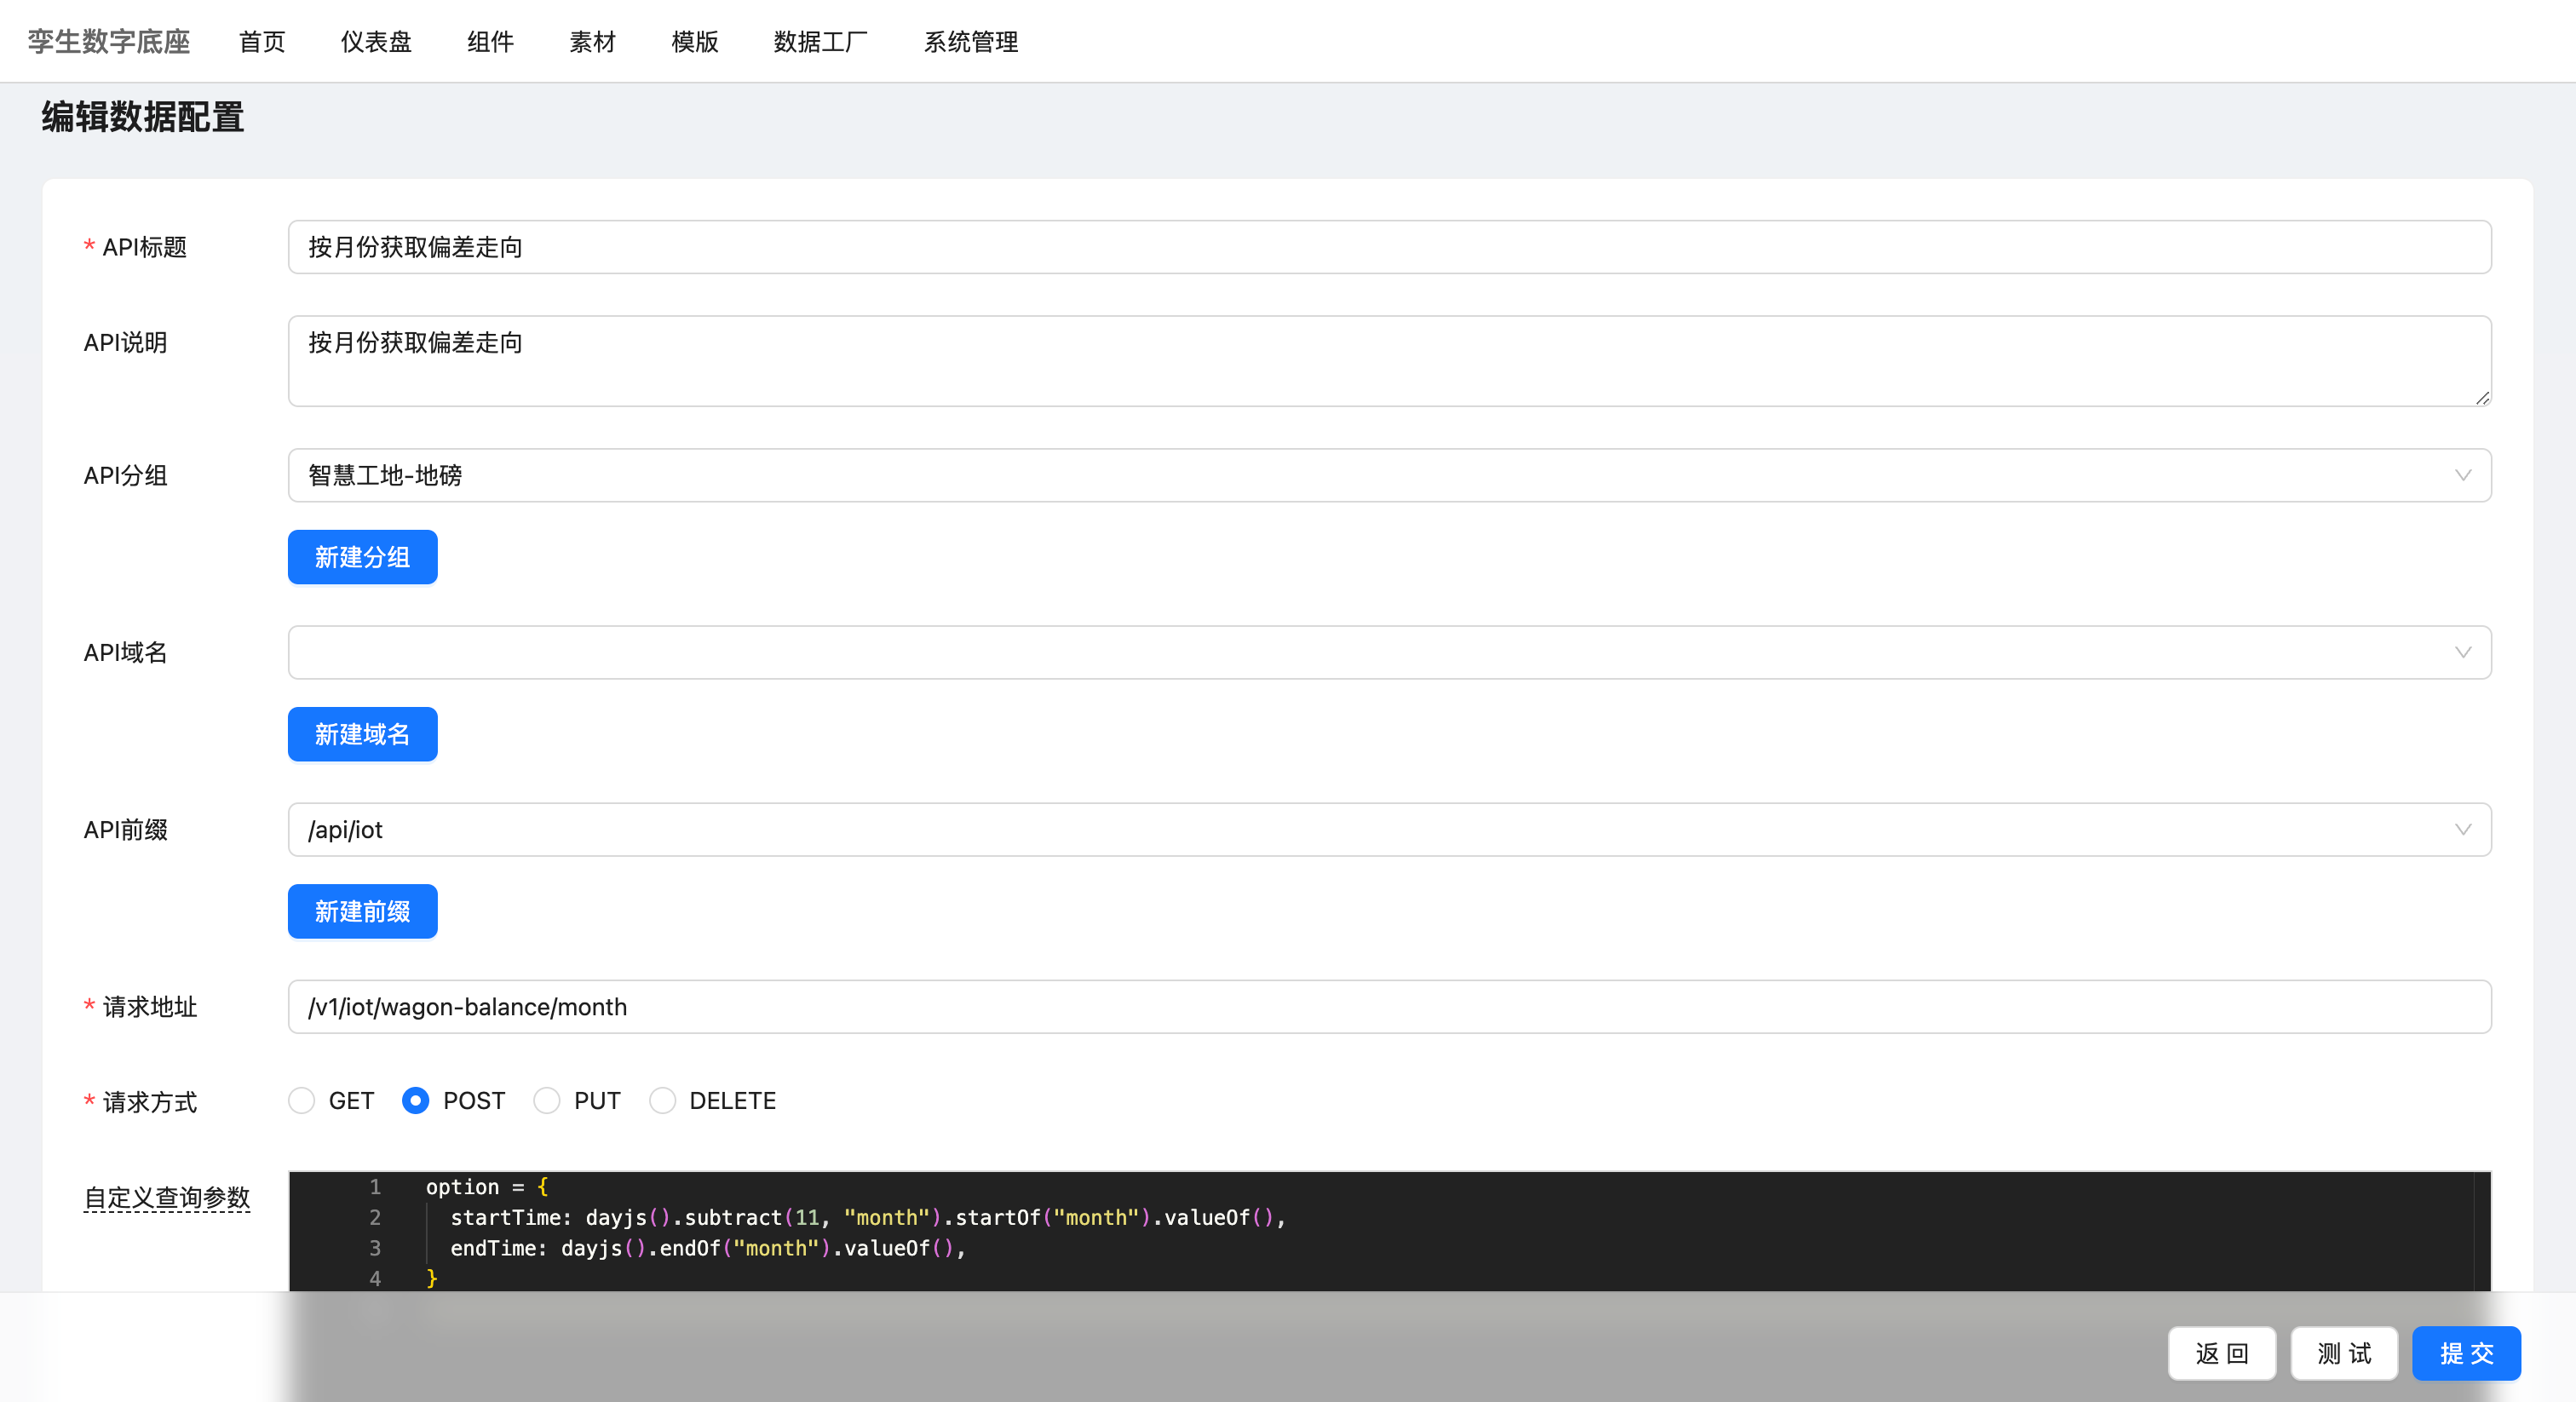 孪生数字底座 首页 仪表盘 组件 素材 模版 数据工厂 系统管理
编辑数据配置
* API标题 按月份获取偏差走向
API说明 按月份获取偏差走向
API分组 智慧工地-地磅
新建分组
API域名
新建域名
API前缀 /api/iot
新建前缀
* 请求地址 /v1/iot/wagon-balance/month
* 请求方式 GET POST PUT DELETE
自定义查询参数
1 option = {
2 startTime: dayjs().subtract(11, "month").startOf("month").valueOf(),
3 endTime: dayjs().endOf("month").valueOf(),
4 }
返 回 测 试 提 交